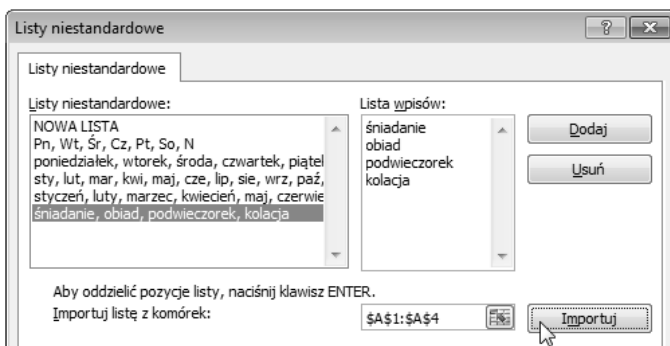 Listy niestandardowe
Listy niestandardowe
Listy niestandardowe:
NOWA LISTA
Pn, Wt, Śr, Cz, Pt, So, N
poniedziałek, wtorek, środa, czwartek, piątel
sty, lut, mar, kwi, maj, cze, lip, sie, wrz, paź,
styczeń, luty, marzec, kwiecień, maj, czerwie
śniadanie, obiad, podwieczorek, kolacja
Lista wpisów:
śniadanie
obiad
podwieczorek
kolacja
Dodaj
Usuń
Aby oddzielić pozycje listy, naciśnij klawisz ENTER.
Importuj listę z komórek:
$A$1:$A$4
Importuj